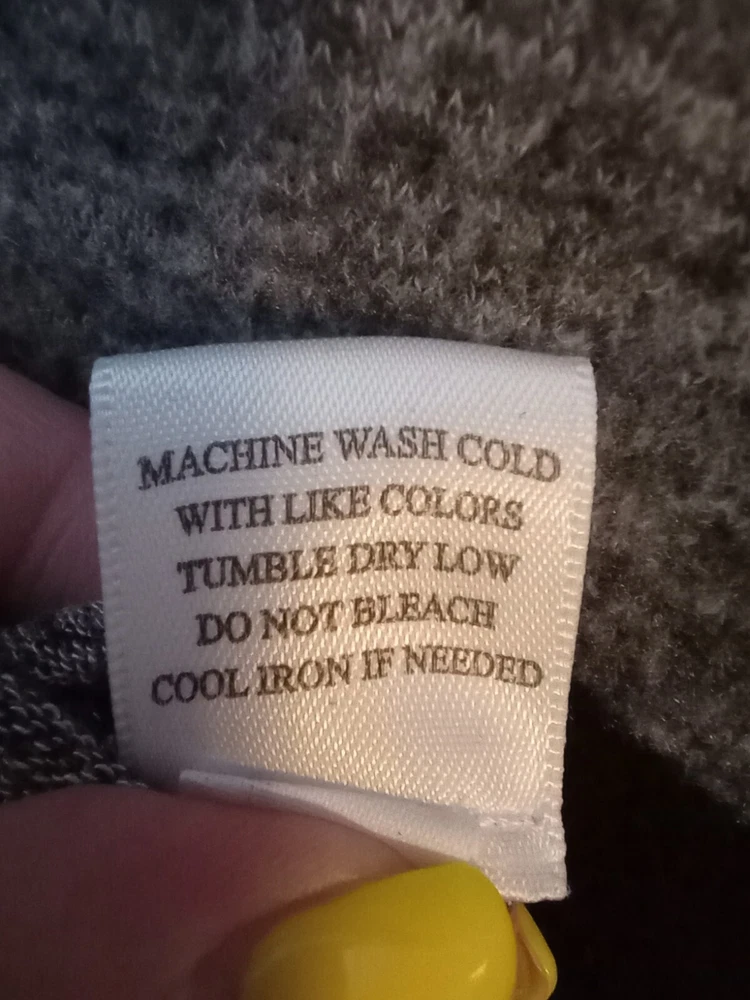 MACHINE WASH COLD
WITH LIKE COLORS
TUMBLE DRY LOW
DO NOT BLEACH
COOL IRON IF NEEDED